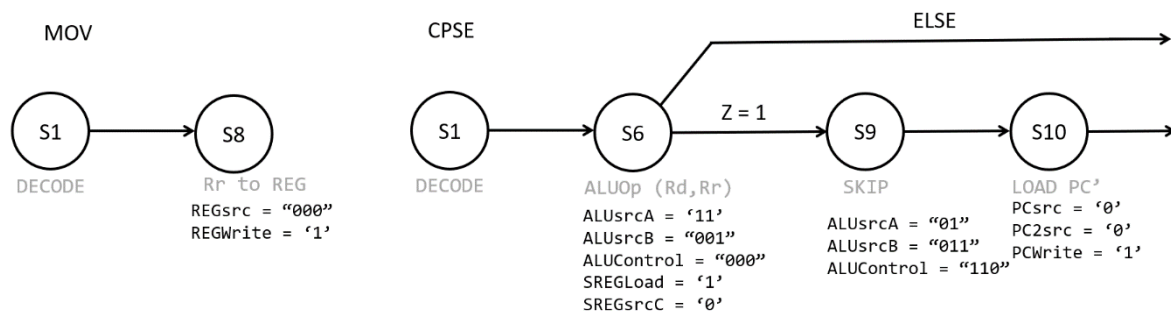 MOV
S1
DECODE
S8
Rr to REG
REGsrc = “000”
REGWrite = ‘1’
CPSE
ELSE
S1
DECODE
S6
ALUOp (Rd,Rr)
ALUsrcA = ‘11’
ALUsrcB = “001”
ALUControl = “000”
SREGLoad = ‘1’
SREGsrcC = ‘0’
Z = 1
S9
SKIP
ALUsrcA = “01”
ALUsrcB = “011”
ALUControl = “110”
S10
LOAD PC’
PCsrc = ‘0’
PC2src = ‘0’
PCWrite = ‘1’